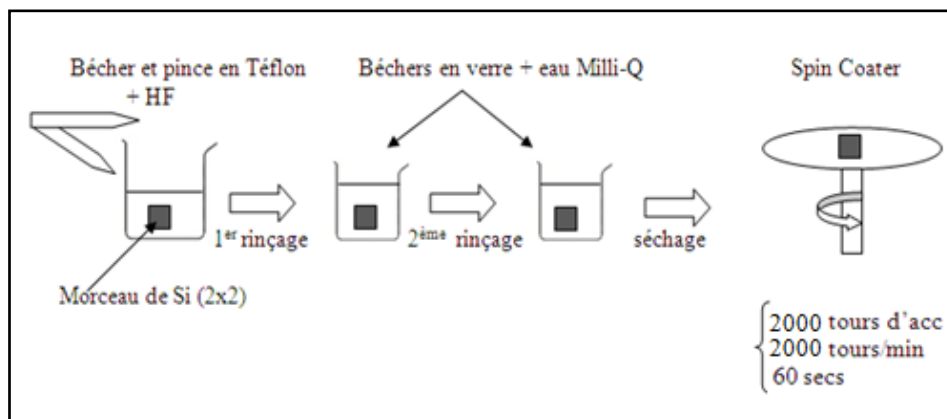 Bécher et pince en Téflon
+ HF
Béchers en verre + eau Milli-Q
Spin Coater
1er rinçage
2ème rinçage
séchage
Morceau de Si (2x2)
2000 tours d'acc
2000 tours/min
60 secs